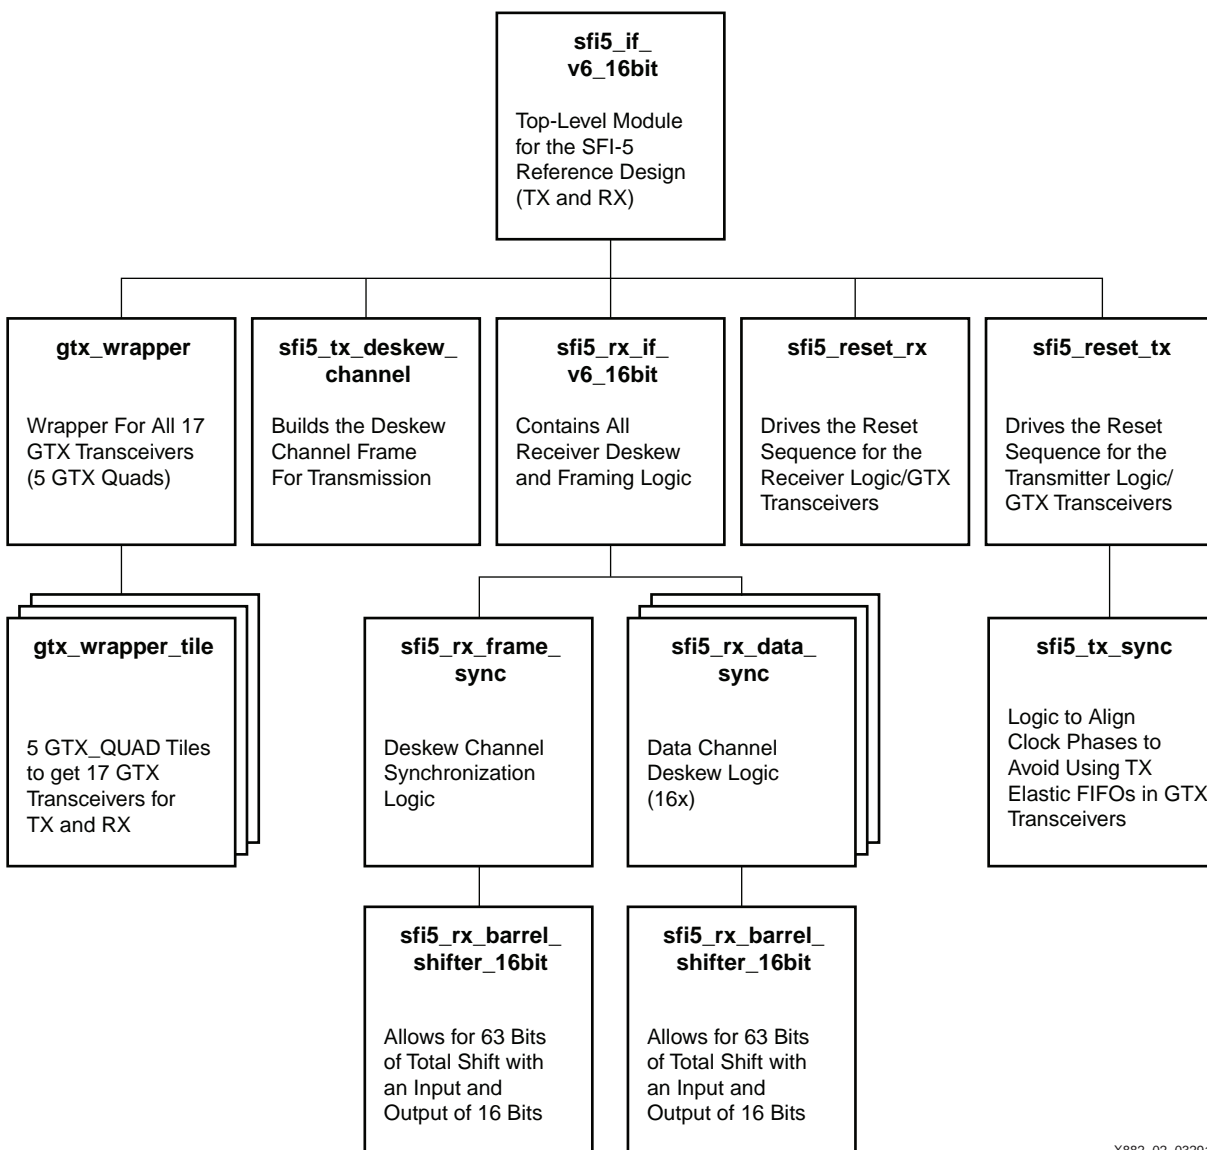 sfi5_if_
v6_16bit
Top-Level Module
for the SFI-5
Reference Design
(TX and RX)
gtx_wrapper
Wrapper For All 17
GTX Transceivers
(5 GTX Quads)
sfi5_tx_deskew_
channel
Builds the Deskew
Channel Frame
For Transmission
sfi5_rx_if_
v6_16bit
Contains All
Receiver Deskew
and Framing Logic
sfi5_reset_rx
Drives the Reset
Sequence for the
Receiver Logic/GTX
Transceivers
sfi5_reset_tx
Drives the Reset
Sequence for the
Transmitter Logic/
GTX Transceivers
gtx_wrapper_tile
5 GTX_QUAD Tiles
to get 17 GTX
Transceivers for
TX and RX
sfi5_rx_frame_
sync
Deskew Channel
Synchronization
Logic
sfi5_rx_data_
sync
Data Channel
Deskew Logic
(16x)
sfi5_tx_sync
Logic to Align
Clock Phases to
Avoid Using TX
Elastic FIFOs in GTX
Transceivers
sfi5_rx_barrel_
shifter_16bit
Allows for 63 Bits
of Total Shift with
an Input and
Output of 16 Bits
sfi5_rx_barrel_
shifter_16bit
Allows for 63 Bits
of Total Shift with
an Input and
Output of 16 Bits